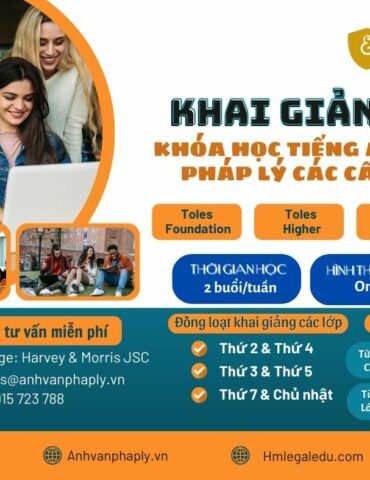 &
KHAI GIẢN
KHÓA HỌC TIẾNG A
PHÁP LÝ CÁC CẤ
Toles
Foundation
Toles
Higher
THỜI GIAN HỌC
2 buổi/tuần
HÌNH TH
On
tư vấn miễn phí
ge: Harvey & Morris JSC
s@anhvanphaply.vn
915 723 788
Đồng loạt khai giảng các lớp
Thứ 2 & Thứ 4
Thứ 3 & Thứ 5
Thứ 7 & Chủ nhật
Từ
C
Từ
Lớ
Anhvanphaply.vn
Hmlegaledu.com